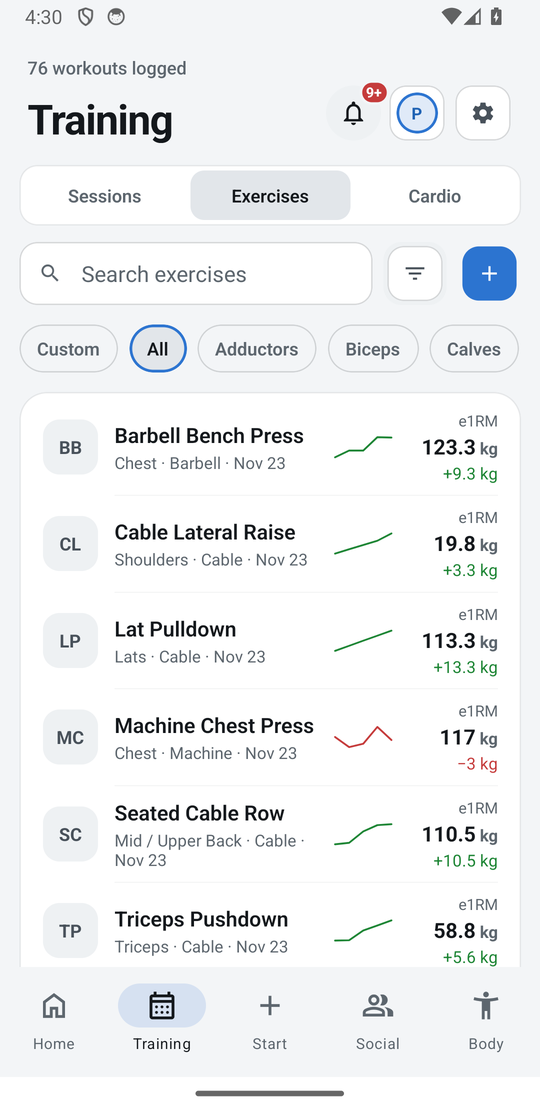 4:30
76 workouts logged
Training
9+
P
Sessions
Exercises
Cardio
Search exercises
Custom
All
Adductors
Biceps
Calves
BB
Barbell Bench Press
Chest · Barbell · Nov 23
e1RM
123.3 kg
+9.3 kg
CL
Cable Lateral Raise
Shoulders · Cable · Nov 23
e1RM
19.8 kg
+3.3 kg
LP
Lat Pulldown
Lats · Cable · Nov 23
e1RM
113.3 kg
+13.3 kg
MC
Machine Chest Press
Chest · Machine · Nov 23
e1RM
117 kg
−3 kg
SC
Seated Cable Row
Mid / Upper Back · Cable ·
Nov 23
e1RM
110.5 kg
+10.5 kg
TP
Triceps Pushdown
Triceps · Cable · Nov 23
e1RM
58.8 kg
+5.6 kg
Home
Training
Start
Social
Body